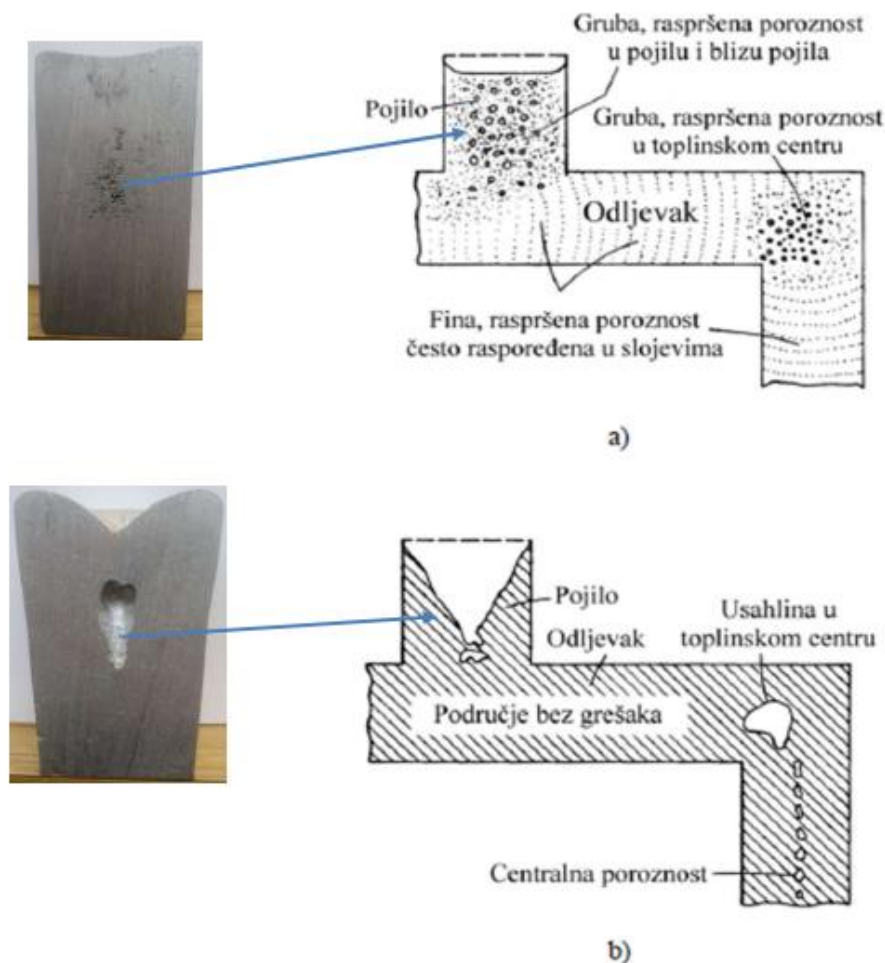 Gruba, raspršena poroznost
u pojilu i blizu pojila
Pojilo
Gruba, raspršena poroznost
u toplinskom centru
Odljevak
Fina, raspršena poroznost
često raspoređena u slojevima
a)
Pojilo
Odljevak
Usahlina u
toplinskom centru
Područje bez grešaka
Centralna poroznost
b)